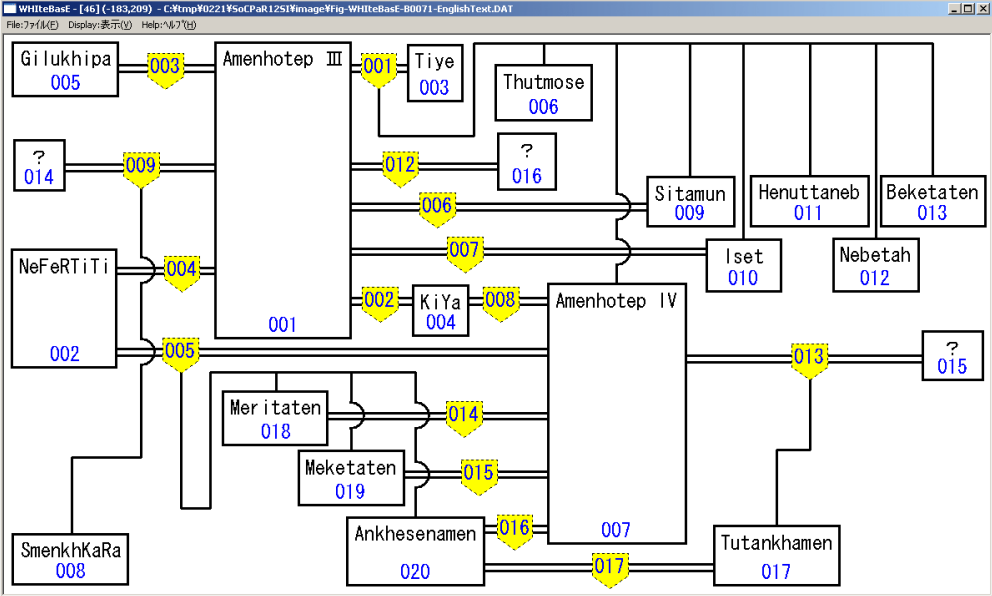 WHIteBasE - [46] (-183,209) - C:¥tmp¥0221¥SoCPaR12SI¥image¥Fig-WHIteBasE-B0071-EnglishText.DAT
File:ファイル(F) Display:表示(V) Help:ヘルプ(H)
Gilukhipa
005
003
Amenhotep Ⅲ
001
001
Tiye
003
Thutmose
006
?
014
009
012
?
016
006
Sitamun
009
Henuttaneb
011
Beketaten
013
NeFeRTiTi
002
004
007
Iset
010
Nebetah
012
002
KiYa
004
008
Amenhotep Ⅳ
007
005
013
?
015
Meritaten
018
014
Meketaten
019
015
SmenkhKaRa
008
Ankhesenamen
020
016
017
Tutankhamen
017